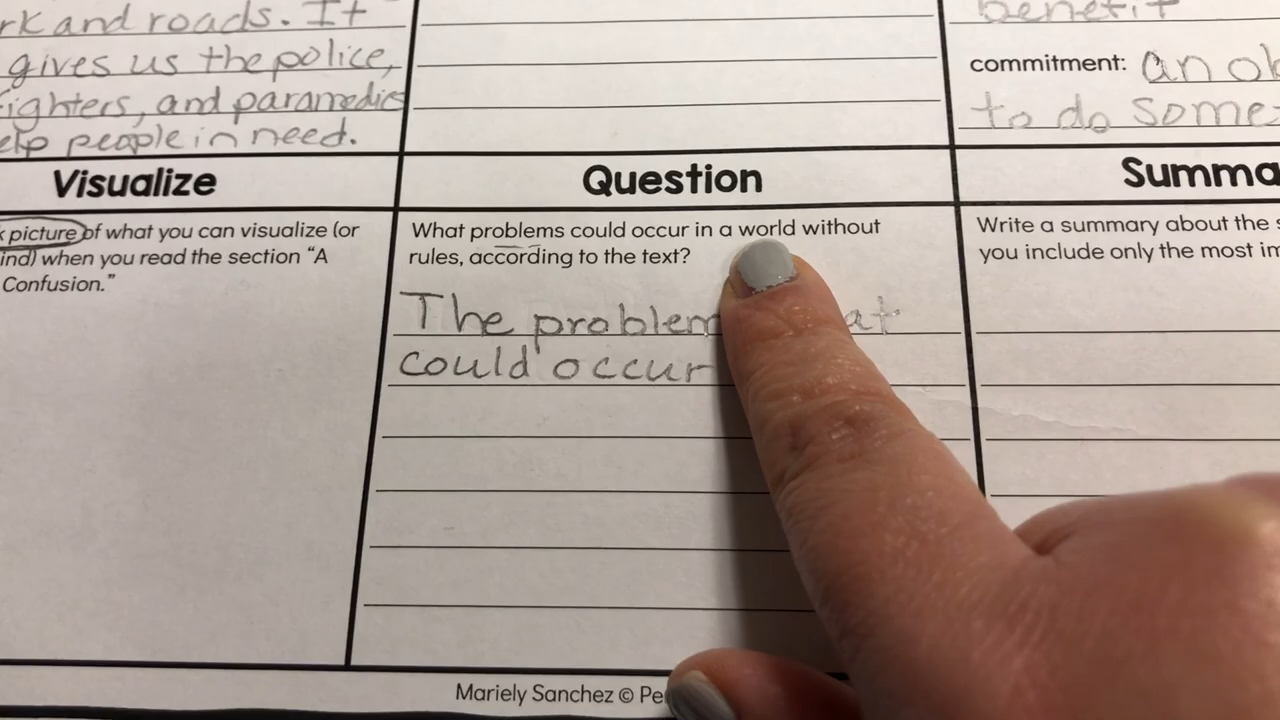 rk and roads. It
gives us the police,
ighters, and paramedics
elp people in need.
benefit
commitment: an ob
to do some
Visualize
picture of what you can visualize (or
ind) when you read the section "A
Confusion."
Question
What problems could occur in a world without
rules, according to the text?
The problem at
could occur
Summa
Write a summary about the s
you include only the most im
Mariely Sanchez © Pe